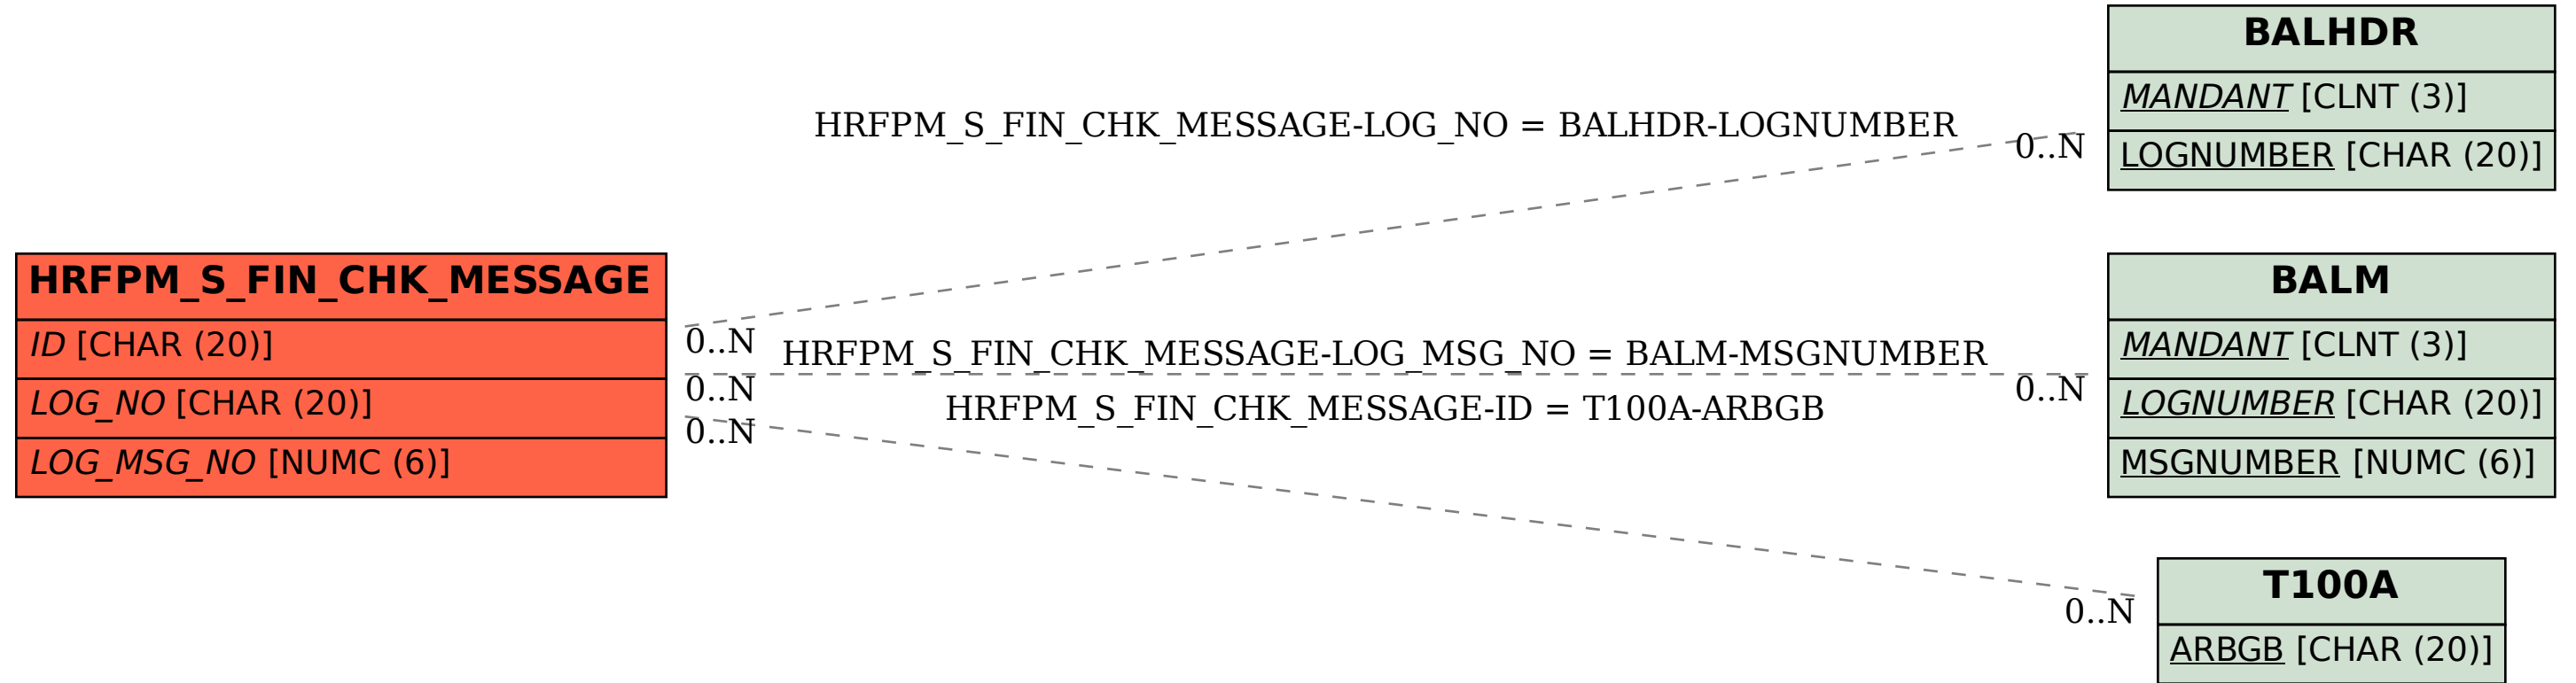 BALHDR
MANDANT [CLNT (3)]
LOGNUMBER [CHAR (20)]
HRFPM_S_FIN_CHK_MESSAGE-LOG_NO = BALHDR-LOGNUMBER
0..N
HRFPM_S_FIN_CHK_MESSAGE
ID [CHAR (20)]
LOG_NO [CHAR (20)]
LOG_MSG_NO [NUMC (6)]
0..N
0..N
0..N
HRFPM_S_FIN_CHK_MESSAGE-LOG_MSG_NO = BALM-MSGNUMBER
HRFPM_S_FIN_CHK_MESSAGE-ID = T100A-ARBGB
0..N
BALM
MANDANT [CLNT (3)]
LOGNUMBER [CHAR (20)]
MSGNUMBER [NUMC (6)]
0..N
T100A
ARBGB [CHAR (20)]